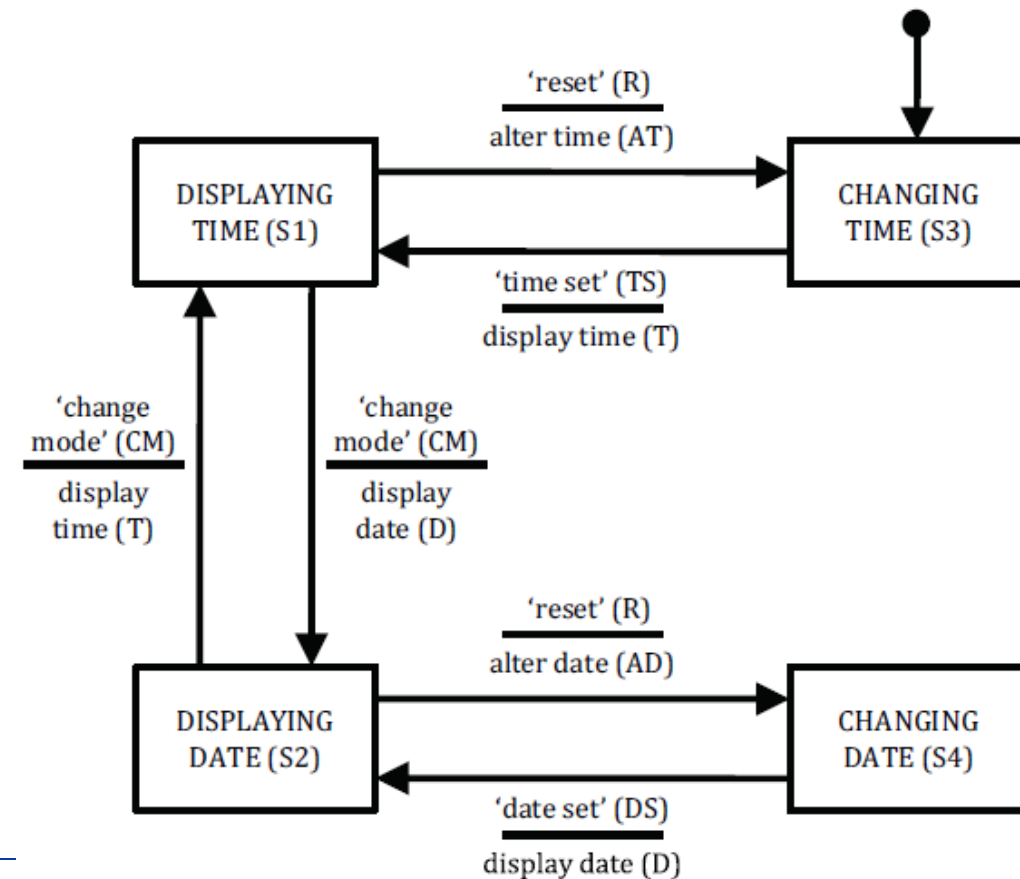 ‘reset’ (R)
alter time (AT)
DISPLAYING
TIME (S1)
CHANGING
TIME (S3)
‘time set’ (TS)
display time (T)
‘change
mode’ (CM)
display
time (T)
‘change
mode’ (CM)
display
date (D)
‘reset’ (R)
alter date (AD)
DISPLAYING
DATE (S2)
CHANGING
DATE (S4)
‘date set’ (DS)
display date (D)